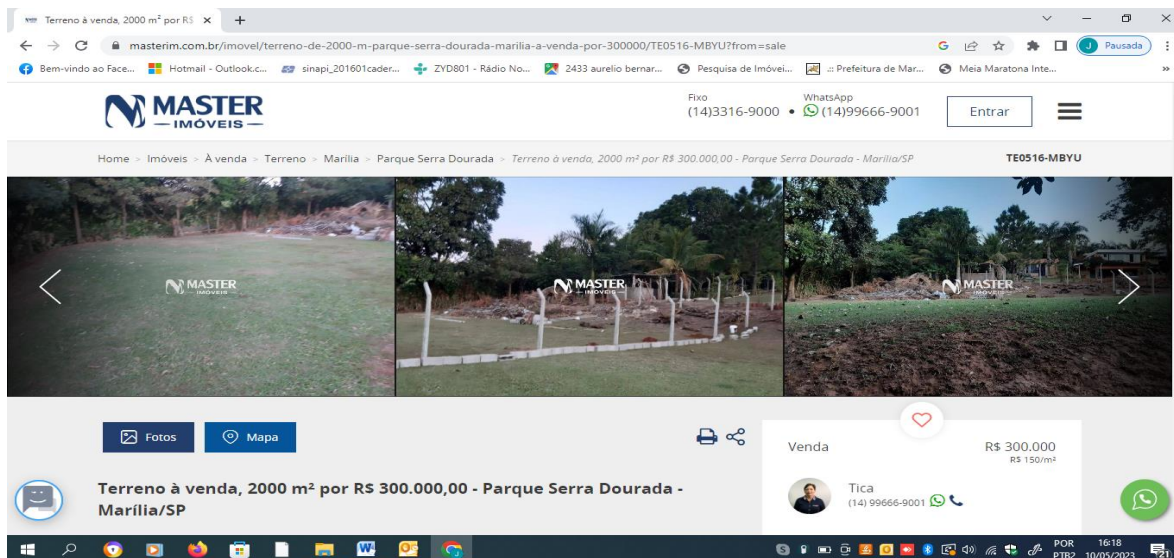 Terreno à venda, 2000 m² por R$
masterim.com.br/imovel/terreno-de-2000-m-parque-serra-dourada-marilia-a-venda-por-300000/TE0516-MBYU?from=sale
J Pausada
Bem-vindo ao Face... Hotmail - Outlook.c... sinapi_201601cader... ZYD801 - Rádio No... 2433 aurelio bernar... Pesquisa de Imóvei... .:: Prefeitura de Mar... Meia Maratona Inte... »
MASTER
IMÓVEIS
Fixo
(14)3316-9000 •
WhatsApp
(14)99666-9001
Entrar
Home > Imóveis > À venda > Terreno > Marília > Parque Serra Dourada > Terreno à venda, 2000 m² por R$ 300.000,00 - Parque Serra Dourada - Marília/SP
TE0516-MBYU
MASTER
IMÓVEIS
MASTER
IMÓVEIS
MASTER
IMÓVEIS
Fotos
Mapa
Venda
R$ 300.000
R$ 150/m²
Terreno à venda, 2000 m² por R$ 300.000,00 - Parque Serra Dourada -
Marília/SP
Tica
(14) 99666-9001
POR
PTB2
16:18
10/05/2023